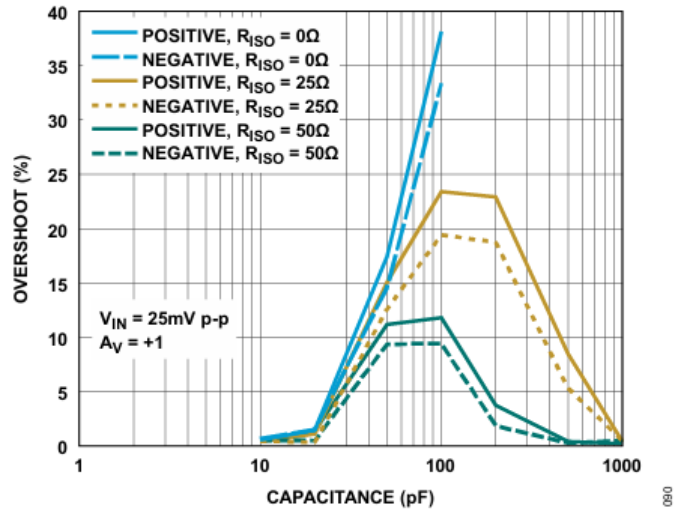 40
35
30
25
20
15
10
5
0
OVERSHOOT (%)
POSITIVE, RISO = 0Ω
NEGATIVE, RISO = 0Ω
POSITIVE, RISO = 25Ω
NEGATIVE, RISO = 25Ω
POSITIVE, RISO = 50Ω
NEGATIVE, RISO = 50Ω
VIN = 25mV p-p
AV = +1
1
10
100
1000
CAPACITANCE (pF)
090